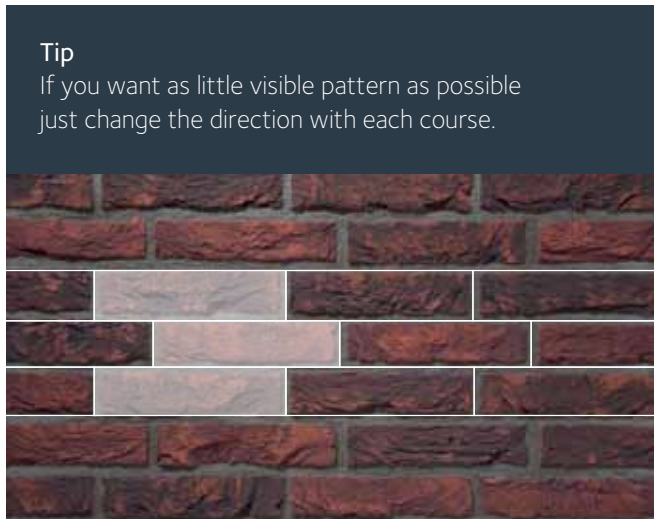 Tip
If you want as little visible pattern as possible
just change the direction with each course.